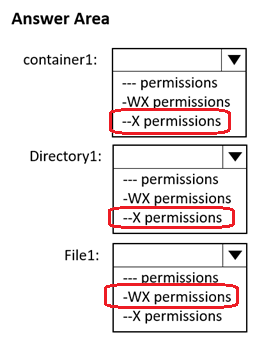 Answer Area
container1:
--- permissions
-WX permissions
--X permissions
Directory1:
--- permissions
-WX permissions
--X permissions
File1:
--- permissions
-WX permissions
--X permissions